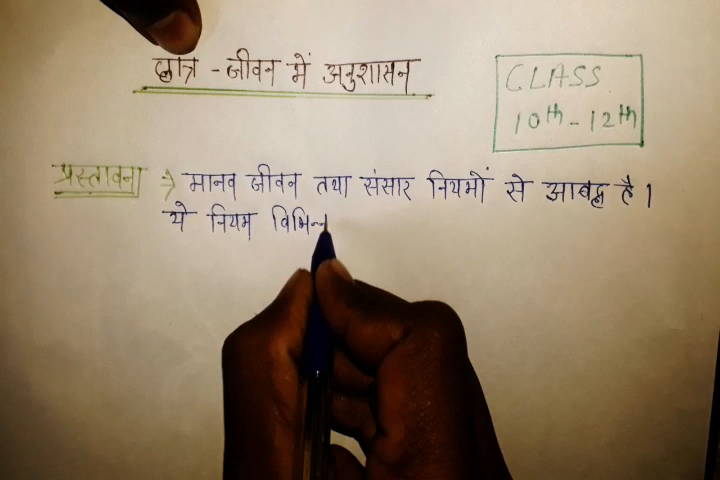 छात्र - जीवन में अनुशासन
CLASS
10th - 12th
प्रस्तावना → मानव जीवन तथा संसार नियमों से आबद्ध है।
ये नियम विभिन्न